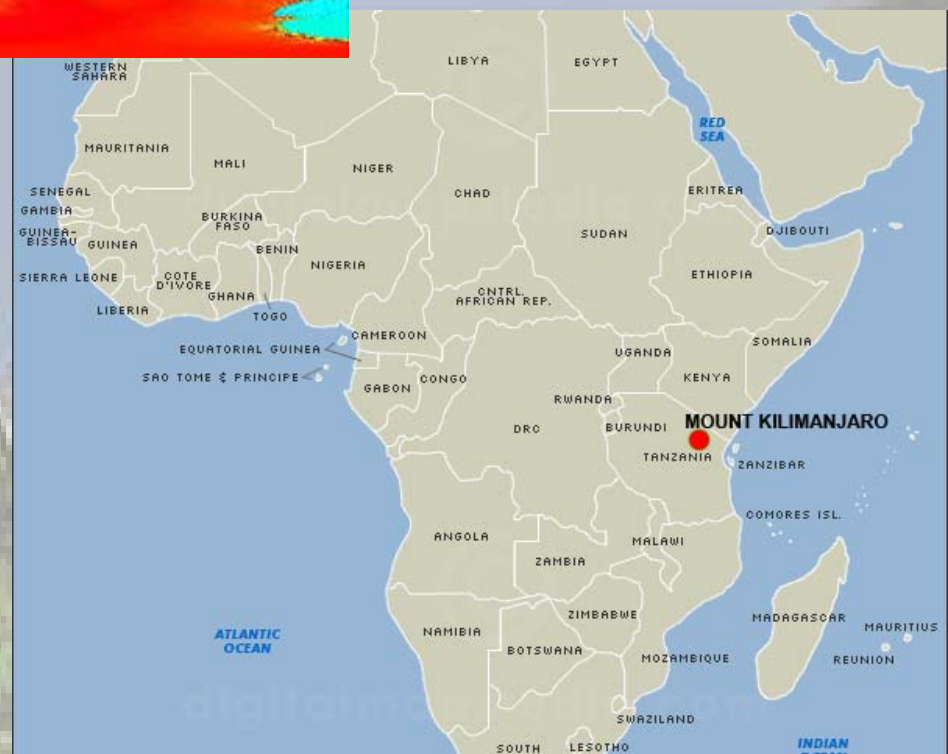 LIBYA
EGYPT
WESTERN
SAHARA
RED
SEA
MAURITANIA
MALI
NIGER
CHAD
ERITREA
SENEGAL
GAMBIA
BURKINA
FASO
GUINEA-
BISSAU
GUINEA
SUDAN
DJIBOUTI
BENIN
NIGERIA
ETHIOPIA
SIERRA LEONE
COTE
D'IVORE
GHANA
CNTRL.
AFRICAN REP.
LIBERIA
TOGO
CAMEROON
SOMALIA
EQUATORIAL GUINEA
UGANDA
SAO TOME & PRINCIPE
GABON
CONGO
KENYA
RWANDA
MOUNT KILIMANJARO
DRC
BURUNDI
TANZANIA
ZANZIBAR
COMORES ISL.
ANGOLA
MALAWI
ZAMBIA
ZIMBABWE
MADAGASCAR
MAURITIUS
ATLANTIC
OCEAN
NAMIBIA
BOTSWANA
MOZAMBIQUE
REUNION
SWAZILAND
SOUTH
LESOTHO
INDIAN